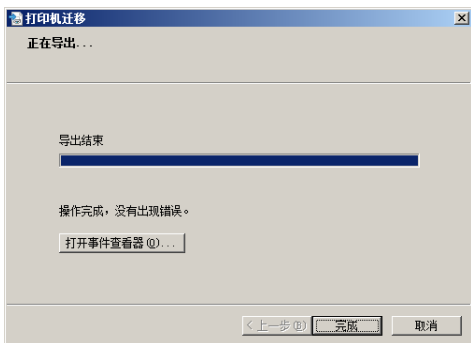 打印机迁移
正在导出...
导出结束
操作完成，没有出现错误。
打开事件查看器(O)...
<上一步(B)
完成
取消